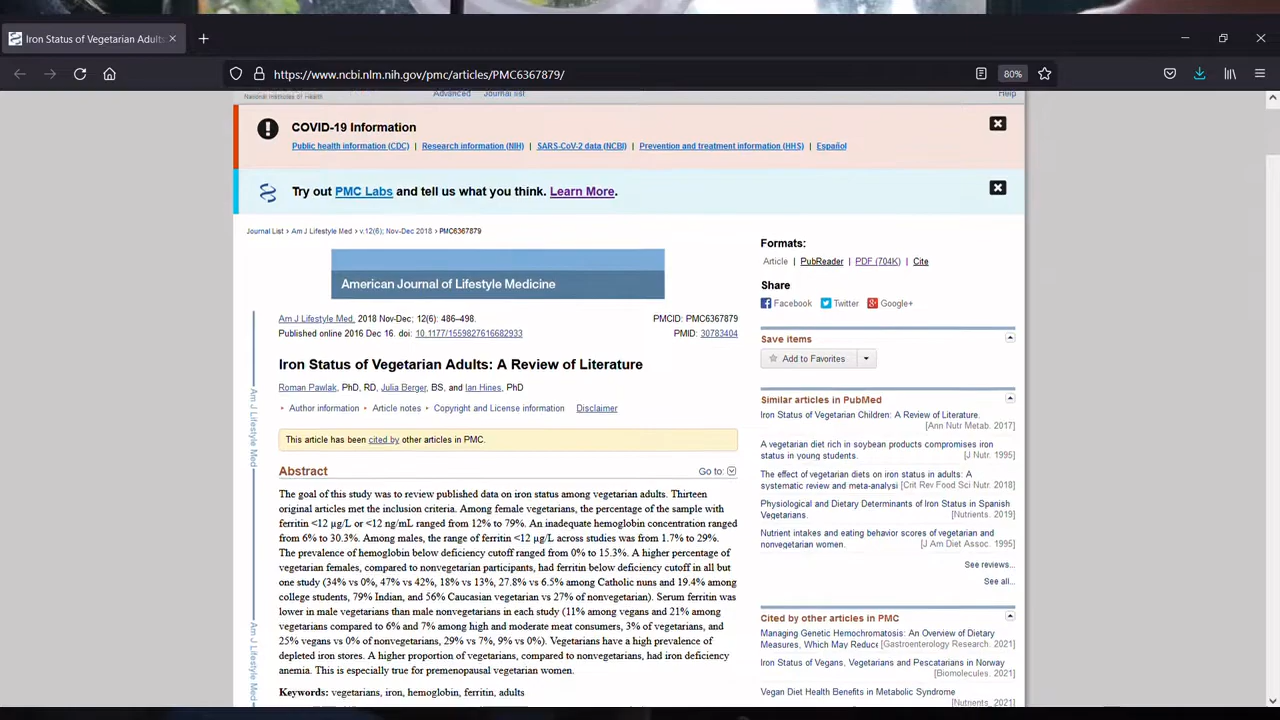 Iron Status of Vegetarian Adults
https://www.ncbi.nlm.nih.gov/pmc/articles/PMC6367879/
80%
National Institutes of Health
Advanced Journal list
Help
COVID-19 Information
Public health information (CDC) | Research information (NIH) | SARS-CoV-2 data (NCBI) | Prevention and treatment information (HHS) | Español
Try out PMC Labs and tell us what you think. Learn More.
Journal List > Am J Lifestyle Med > v.12(6); Nov-Dec 2018 > PMC6367879
American Journal of Lifestyle Medicine
Am J Lifestyle Med. 2018 Nov-Dec; 12(6): 486–498.
PMCID: PMC6367879
Published online 2016 Dec 16. doi: 10.1177/1559827616682933
PMID: 30783404
Iron Status of Vegetarian Adults: A Review of Literature
Roman Pawlak, PhD, RD, Julia Berger, BS, and Ian Hines, PhD
Author information Article notes Copyright and License information Disclaimer
This article has been cited by other articles in PMC.
Abstract
Go to:
The goal of this study was to review published data on iron status among vegetarian adults. Thirteen
original articles met the inclusion criteria. Among female vegetarians, the percentage of the sample with
ferritin <12 µg/L or <12 ng/mL ranged from 12% to 79%. An inadequate hemoglobin concentration ranged
from 6% to 30.3%. Among males, the range of ferritin <12 µg/L across studies was from 1.7% to 29%.
The prevalence of hemoglobin below deficiency cutoff ranged from 0% to 15.3%. A higher percentage of
vegetarian females, compared to nonvegetarian participants, had ferritin below deficiency cutoff in all but
one study (34% vs 0%, 47% vs 42%, 18% vs 13%, 27.8% vs 6.5% among Catholic nuns and 19.4% among
college students, 79% Indian, and 56% Caucasian vegetarian vs 27% of nonvegetarian). Serum ferritin was
lower in male vegetarians than male nonvegetarians in each study (11% among vegans and 21% among
vegetarians compared to 6% and 7% among high and moderate meat consumers, 3% of vegetarians, and
25% vegans vs 0% of nonvegetarians, 29% vs 7%, 9% vs 0%). Vegetarians have a high prevalence of
depleted iron stores. A higher proportion of vegetarians, compared to nonvegetarians, had iron deficiency
anemia. This is especially true for premenopausal vegetarian women.
Keywords: vegetarians, iron, hemoglobin, ferritin, adults
Am J Lifestyle Med
Am J Lifestyle Med
Formats:
Article | PubReader | PDF (704K) | Cite
Share
Facebook Twitter Google+
Save items
Add to Favorites
Similar articles in PubMed
Iron Status of Vegetarian Children: A Review of Literature.
[Ann Nutr Metab. 2017]
A vegetarian diet rich in soybean products compromises iron
status in young students.
[J Nutr. 1995]
The effect of vegetarian diets on iron status in adults: A
systematic review and meta-analysi [Crit Rev Food Sci Nutr. 2018]
Physiological and Dietary Determinants of Iron Status in Spanish
Vegetarians.
[Nutrients. 2019]
Nutrient intakes and eating behavior scores of vegetarian and
nonvegetarian women.
[J Am Diet Assoc. 1995]
See reviews...
See all...
Cited by other articles in PMC
Managing Genetic Hemochromatosis: An Overview of Dietary
Measures, Which May Reduc [Gastroenterology Research. 2021]
Iron Status of Vegans, Vegetarians and Pescatarians in Norway
[Biomolecules. 2021]
Vegan Diet Health Benefits in Metabolic Syndrome
[Nutrients. 2021]